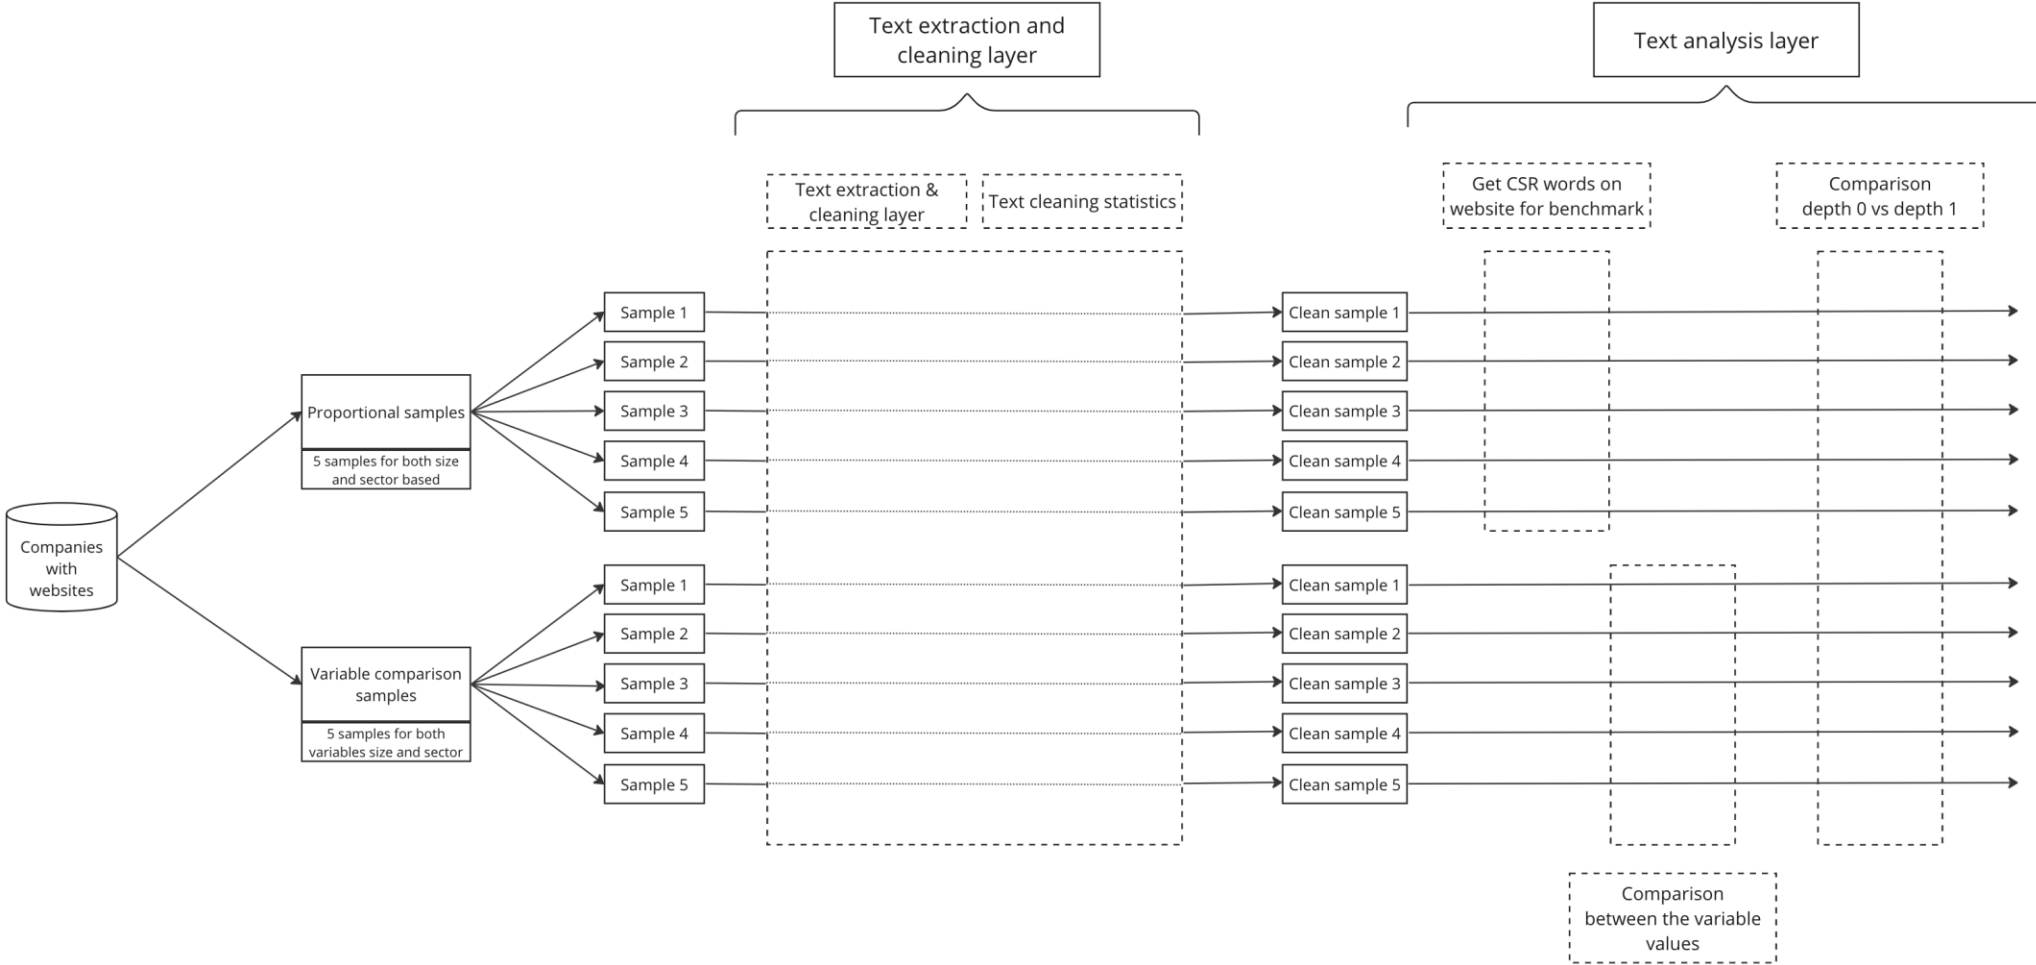 Text extraction and
cleaning layer
Text analysis layer
Text extraction &
cleaning layer
Text cleaning statistics
Get CSR words on
website for benchmark
Comparison
depth 0 vs depth 1
Companies
with
websites
Proportional samples
5 samples for both size
and sector based
Sample 1
Sample 2
Sample 3
Sample 4
Sample 5
Clean sample 1
Clean sample 2
Clean sample 3
Clean sample 4
Clean sample 5
Variable comparison
samples
5 samples for both
variables size and sector
Sample 1
Sample 2
Sample 3
Sample 4
Sample 5
Clean sample 1
Clean sample 2
Clean sample 3
Clean sample 4
Clean sample 5
Comparison
between the variable
values